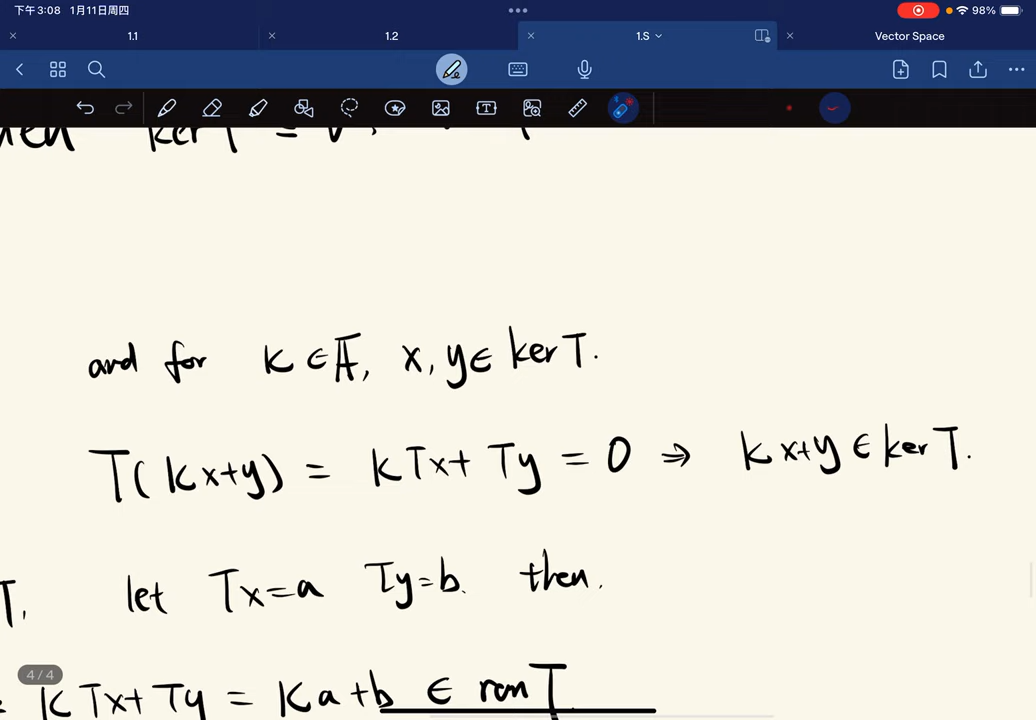 下午3:08 1月11日周四 98%
1.1 1.2 1.S Vector Space
ker T =
and for k ∈ F, x, y ∈ ker T.
T(kx+y) = kTx + Ty = 0 ⇒ kx+y ∈ ker T.
T, let Tx=a Ty=b. then.
= kTx + Ty = ka+b ∈ ran T
4 / 4